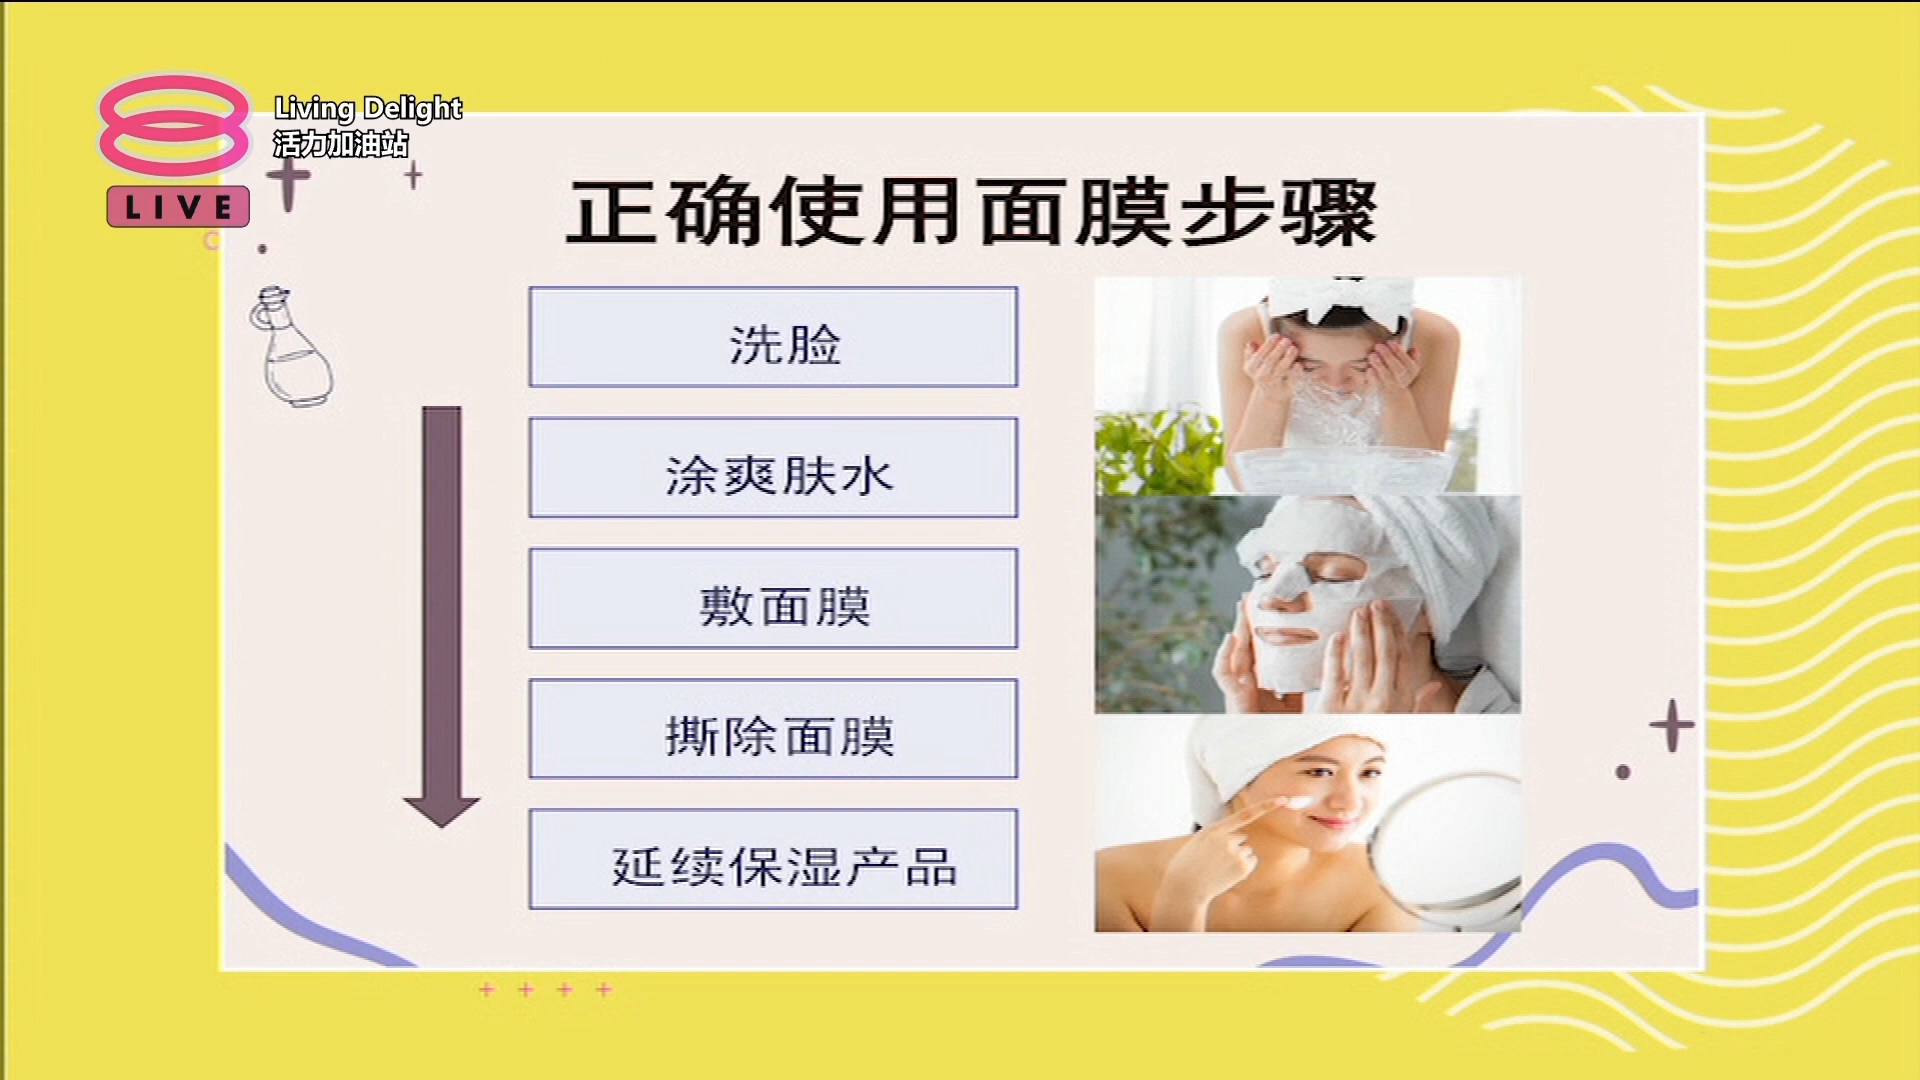 Living Delight
活力加油站
LIVE
正确使用面膜步骤
洗脸
涂爽肤水
敷面膜
撕除面膜
延续保湿产品